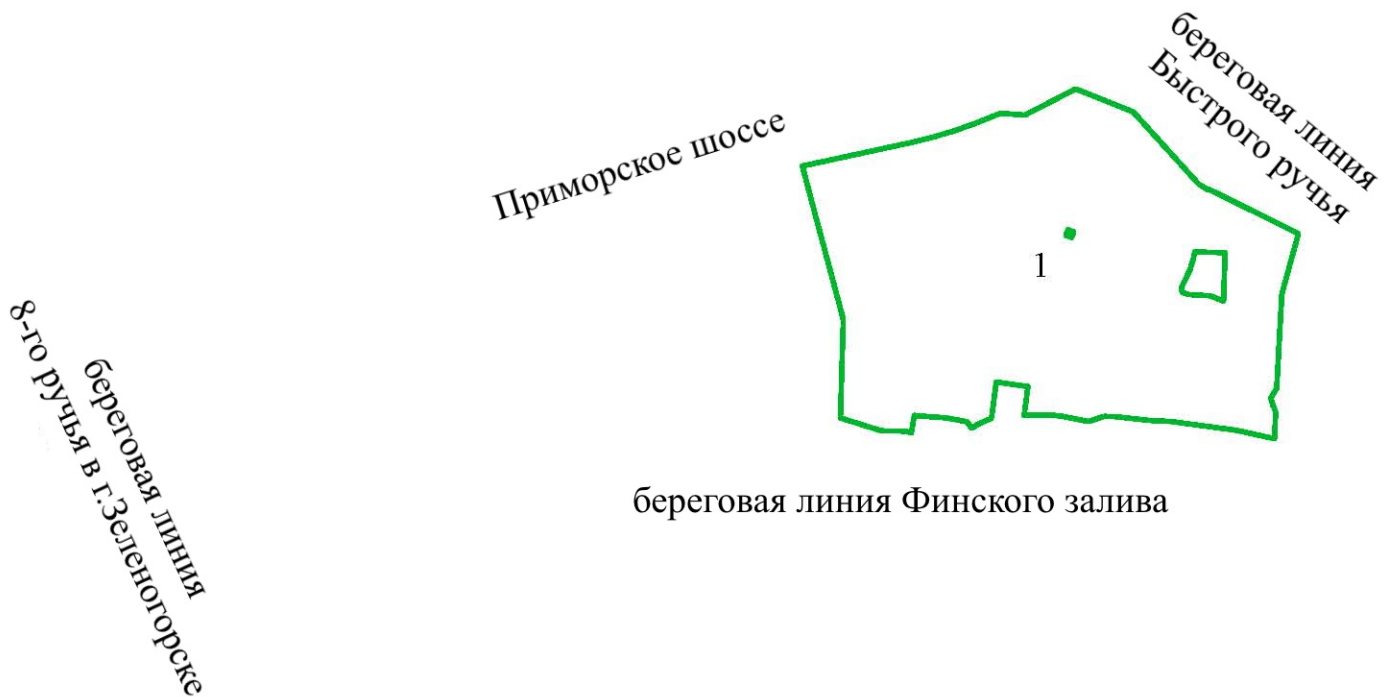 береговая линия
Быстрого ручья
Приморское шоссе
1
береговая линия
8-го ручья в г.Зеленогорске
береговая линия Финского залива